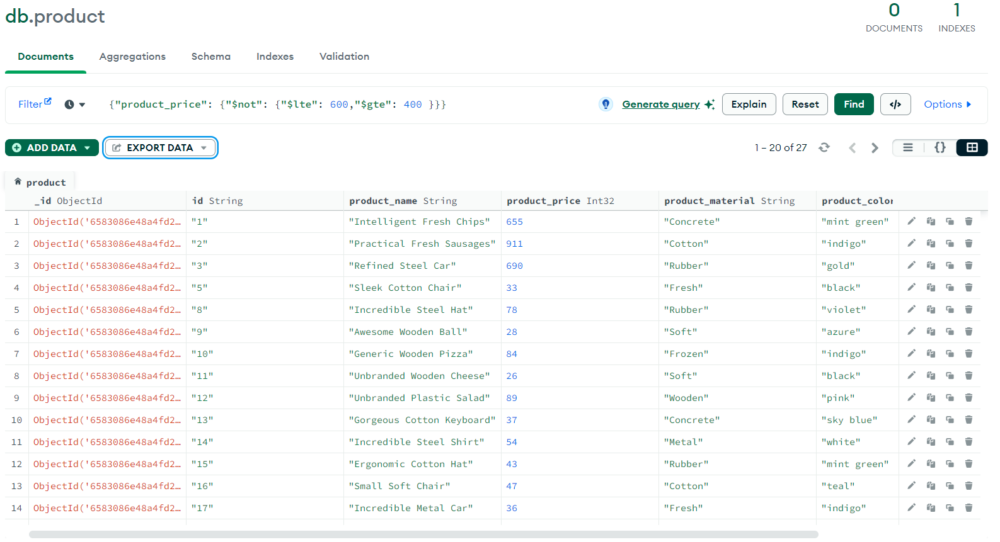 db.product
0 1
DOCUMENTS INDEXES
Documents Aggregations Schema Indexes Validation
Filter {"product_price": {"$not": {"$lte": 600,"$gte": 400 }}} Generate query Explain Reset Find </> Options
ADD DATA EXPORT DATA 1 – 20 of 27 {}
product
_id ObjectId id String product_name String product_price Int32 product_material String product_color
1 ObjectId('6583086e48a4fd2… "1" "Intelligent Fresh Chips" 655 "Concrete" "mint green"
2 ObjectId('6583086e48a4fd2… "2" "Practical Fresh Sausages" 911 "Cotton" "indigo"
3 ObjectId('6583086e48a4fd2… "3" "Refined Steel Car" 690 "Rubber" "gold"
4 ObjectId('6583086e48a4fd2… "5" "Sleek Cotton Chair" 33 "Fresh" "black"
5 ObjectId('6583086e48a4fd2… "8" "Incredible Steel Hat" 78 "Rubber" "violet"
6 ObjectId('6583086e48a4fd2… "9" "Awesome Wooden Ball" 28 "Soft" "azure"
7 ObjectId('6583086e48a4fd2… "10" "Generic Wooden Pizza" 84 "Frozen" "indigo"
8 ObjectId('6583086e48a4fd2… "11" "Unbranded Wooden Cheese" 26 "Soft" "black"
9 ObjectId('6583086e48a4fd2… "12" "Unbranded Plastic Salad" 89 "Wooden" "pink"
10 ObjectId('6583086e48a4fd2… "13" "Gorgeous Cotton Keyboard" 37 "Concrete" "sky blue"
11 ObjectId('6583086e48a4fd2… "14" "Incredible Steel Shirt" 54 "Metal" "white"
12 ObjectId('6583086e48a4fd2… "15" "Ergonomic Cotton Hat" 43 "Rubber" "mint green"
13 ObjectId('6583086e48a4fd2… "16" "Small Soft Chair" 47 "Cotton" "teal"
14 ObjectId('6583086e48a4fd2… "17" "Incredible Metal Car" 36 "Fresh" "indigo"